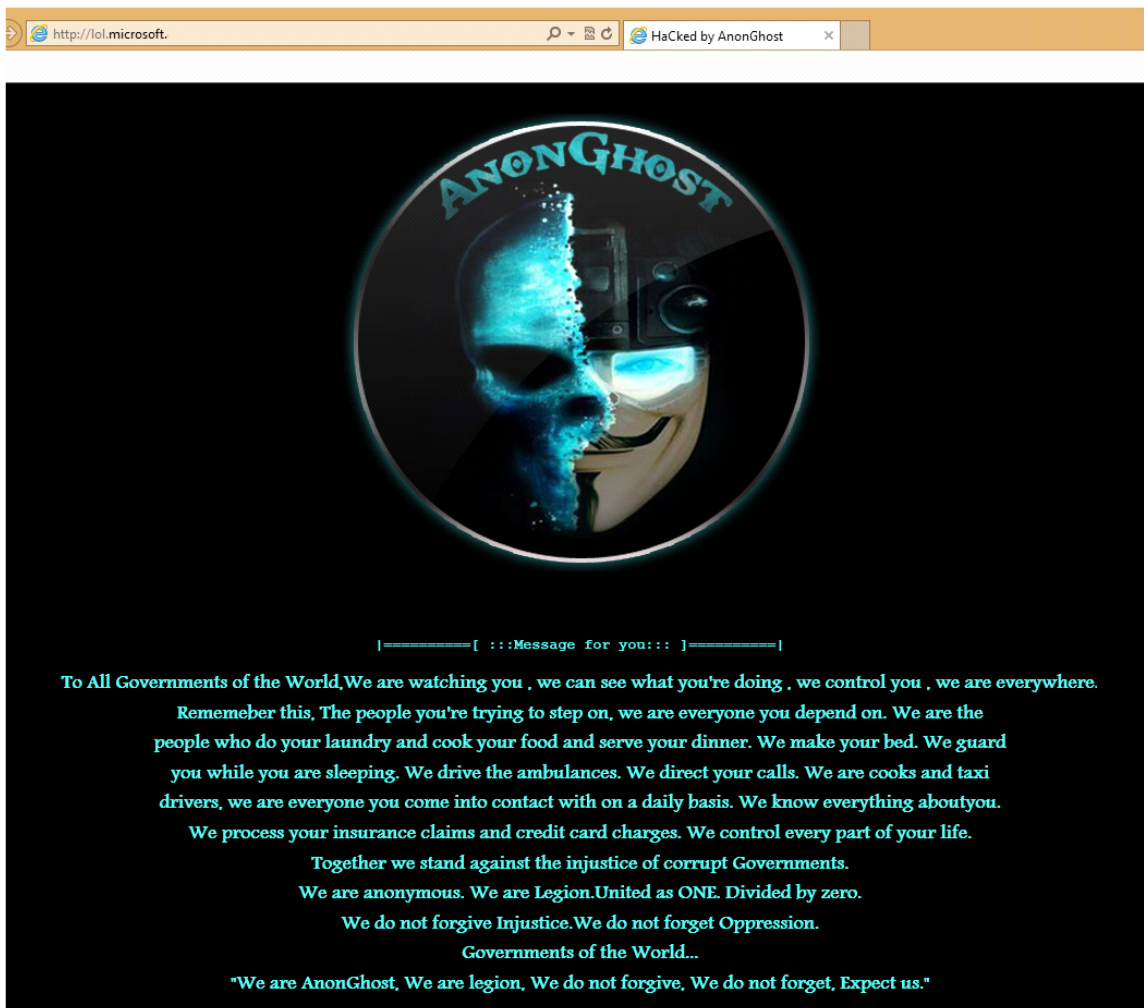 http://lol.microsoft.
HaCked by AnonGhost
AnonGhost
|==========[ :::Message for you::: ]==========|
To All Governments of the World,We are watching you , we can see what you're doing , we control you , we are everywhere.
Rememeber this, The people you're trying to step on, we are everyone you depend on. We are the
people who do your laundry and cook your food and serve your dinner. We make your bed. We guard
you while you are sleeping. We drive the ambulances. We direct your calls. We are cooks and taxi
drivers, we are everyone you come into contact with on a daily basis. We know everything aboutyou.
We process your insurance claims and credit card charges. We control every part of your life.
Together we stand against the injustice of corrupt Governments.
We are anonymous. We are Legion.United as ONE. Divided by zero.
We do not forgive Injustice.We do not forget Oppression.
Governments of the World...
"We are AnonGhost, We are legion, We do not forgive, We do not forget, Expect us."